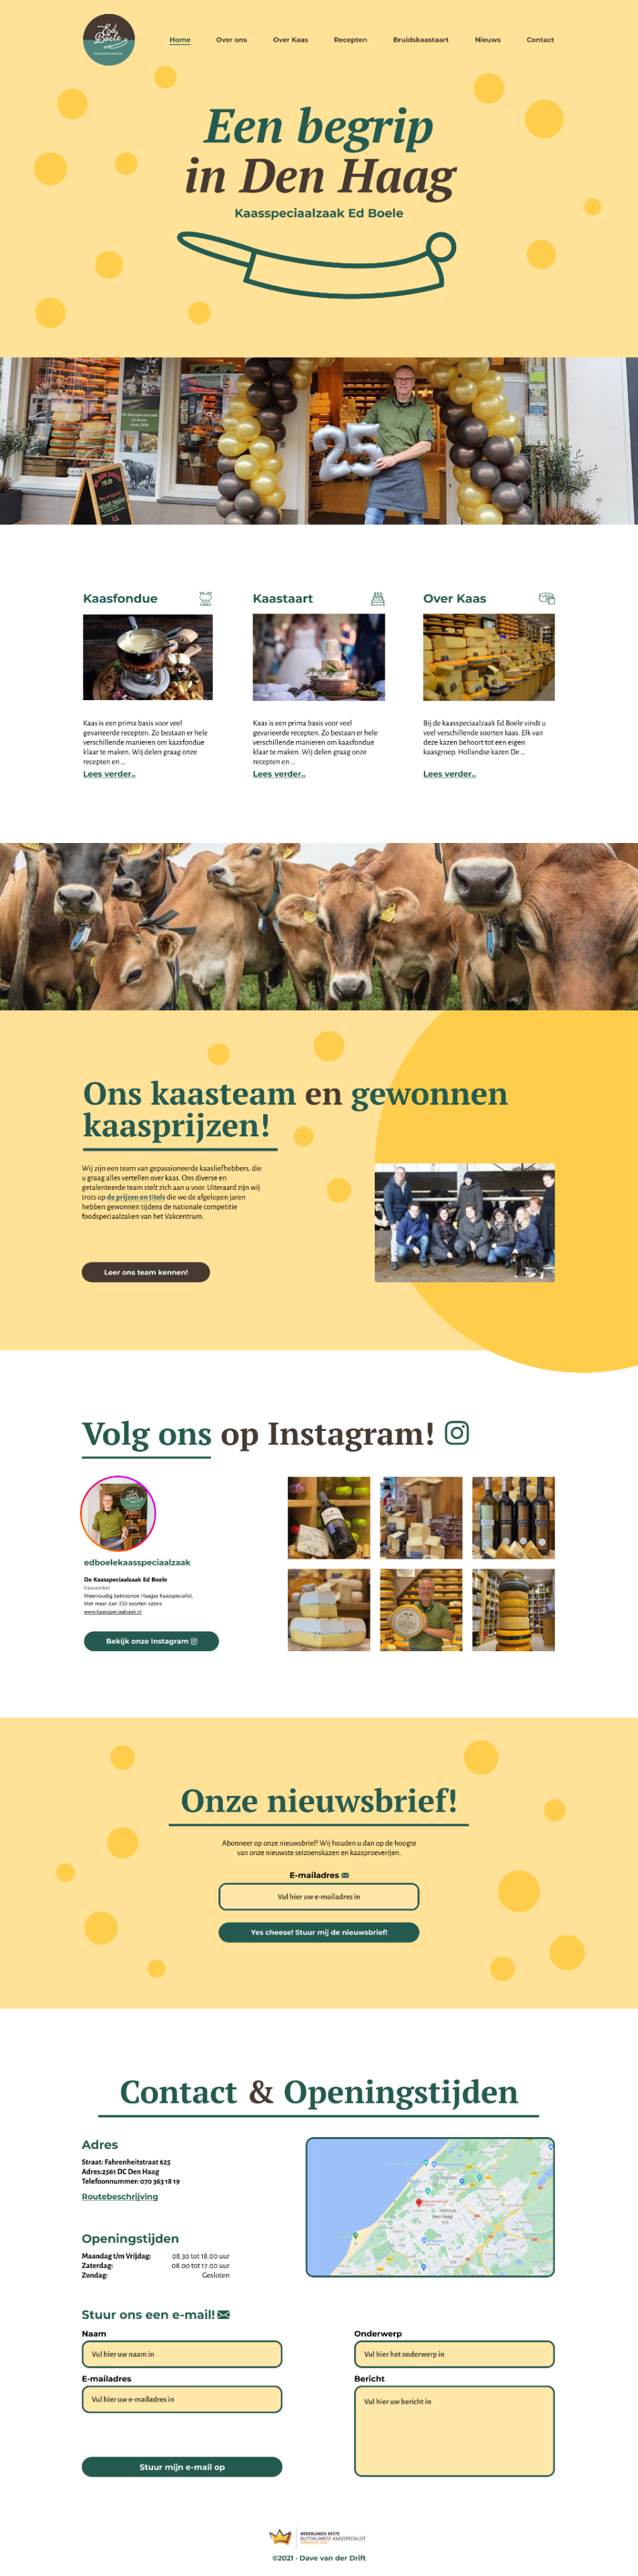 Ed
Boele
Home
Over ons
Over Kaas
Recepten
Bruidskaastaart
Nieuws
Contact
Een begrip
in Den Haag
Kaasspeciaalzaak Ed Boele
Kaasfondue
Kaas is een prima basis voor veel
gevarieerde recepten. Zo bestaan er hele
verschillende manieren om kaasfondue
klaar te maken. Wij delen graag onze
recepten en ...
Lees verder..
Kaastaart
Kaas is een prima basis voor veel
gevarieerde recepten. Zo bestaan er hele
verschillende manieren om kaasfondue
klaar te maken. Wij delen graag onze
recepten en ...
Lees verder..
Over Kaas
Bij de kaasspeciaalzaak Ed Boele vindt u
veel verschillende soorten kaas. Elk van
deze kazen behoort tot een eigen
kaasgroep. Hollandse kazen De ...
Lees verder..
Ons kaasteam en gewonnen
kaasprijzen!
Wij zijn een team van gepassioneerde kaasliefhebbers, die
u graag alles vertellen over kaas. Ons diverse en
getalenteerde team stelt zich aan u voor. Uiteraard zijn wij
trots op de prijzen en titels die we de afgelopen jaren
hebben gewonnen tijdens de nationale competitie
foodspeciaalzaken van het Vakcentrum.
Leer ons team kennen!
Volg ons op Instagram!
edboelekaasspeciaalzaak
De Kaasspeciaalzaak Ed Boele
Kaaswinkel
Meervoudig bekroonde Haagse Kaasspecialist.
Met meer dan 350 soorten kazen.
www.kaasspeciaalzaak.nl
Bekijk onze Instagram
Onze nieuwsbrief!
Abonneer op onze nieuwsbrief! Wij houden u dan op de hoogte
van onze nieuwste seizoenskazen en kaasproeverijen.
E-mailadres
Vul hier uw e-mailadres in
Yes cheese! Stuur mij de nieuwsbrief!
Contact & Openingstijden
Adres
Straat: Fahrenheitstraat 625
Adres:2561 DC Den Haag
Telefoonnummer: 070 363 18 19
Routebeschrijving
Den Haag
Openingstijden
Maandag t/m Vrijdag: 08.30 tot 18.00 uur
Zaterdag: 08.00 tot 17.00 uur
Zondag: Gesloten
Stuur ons een e-mail!
Naam
Vul hier uw naam in
E-mailadres
Vul hier uw e-mailadres in
Onderwerp
Vul hier het onderwerp in
Bericht
Vul hier uw bericht in
Stuur mijn e-mail op
NEDERLANDS BESTE
BUITENLANDSE KAASSPECIALIST
©2021 - Dave van der Drift